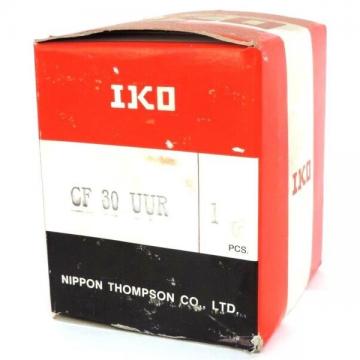 IKO
CF 30 UUR
1
PCS.
NIPPON THOMPSON CO., LTD.
IKO